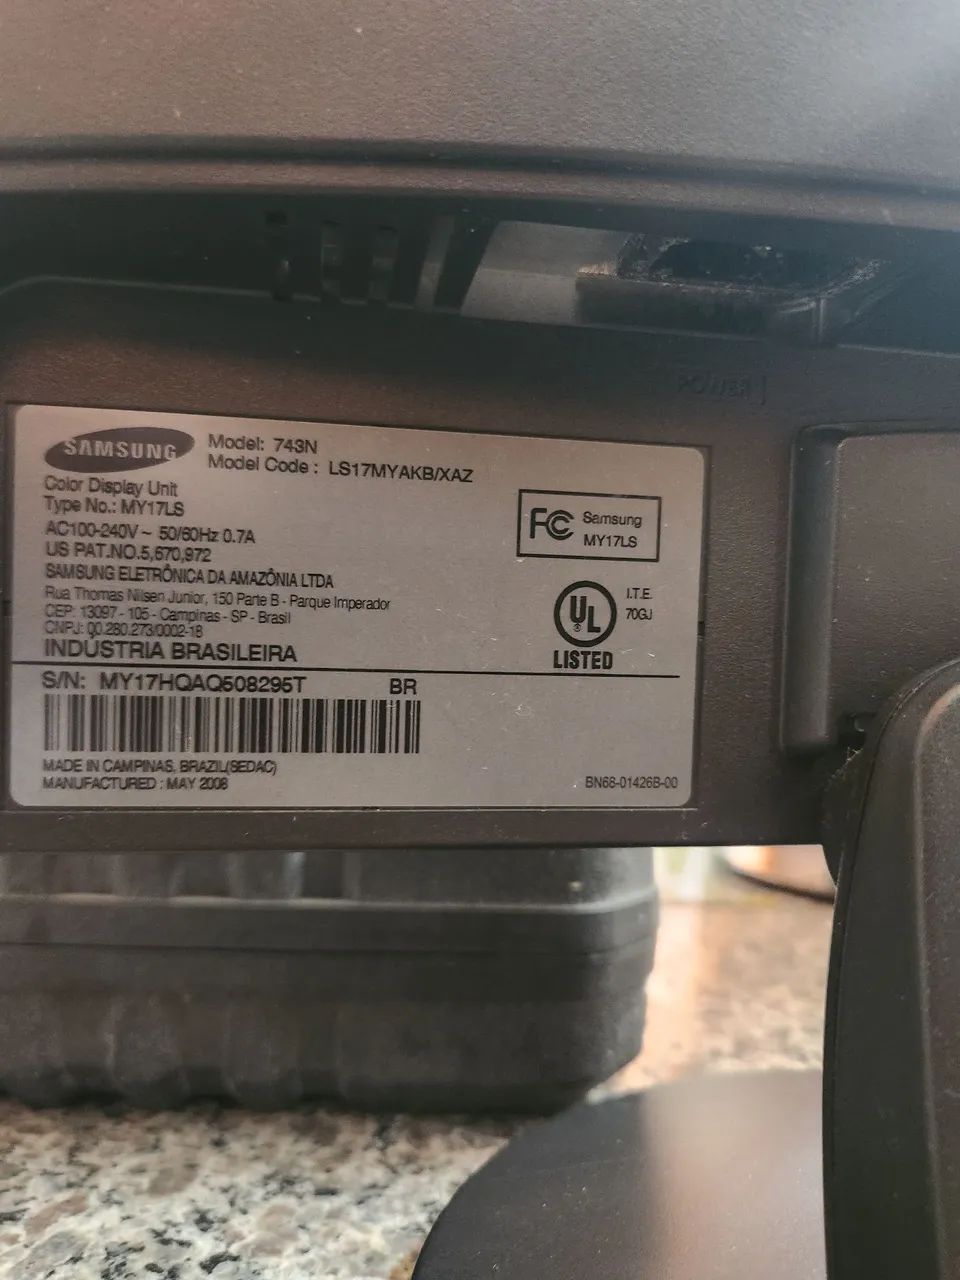 POWER
SAMSUNG
Model: 743N
Model Code : LS17MYAKB/XAZ
Color Display Unit
Type No.: MY17LS
AC100-240V~ 50/60Hz 0.7A
US PAT.NO.5,670,972
SAMSUNG ELETRÔNICA DA AMAZÔNIA LTDA
Rua Thomas Nilsen Junior, 150 Parte B - Parque Imperador
CEP: 13097 - 105 - Campinas - SP - Brasil
CNPJ: 00.280.273/0002-18
INDÚSTRIA BRASILEIRA
FC Samsung
MY17LS
UL
I.T.E.
70GJ
LISTED
S/N: MY17HQAQ508295T BR
MADE IN CAMPINAS, BRAZIL(SEDAC)
MANUFACTURED : MAY 2008
BN68-01426B-00